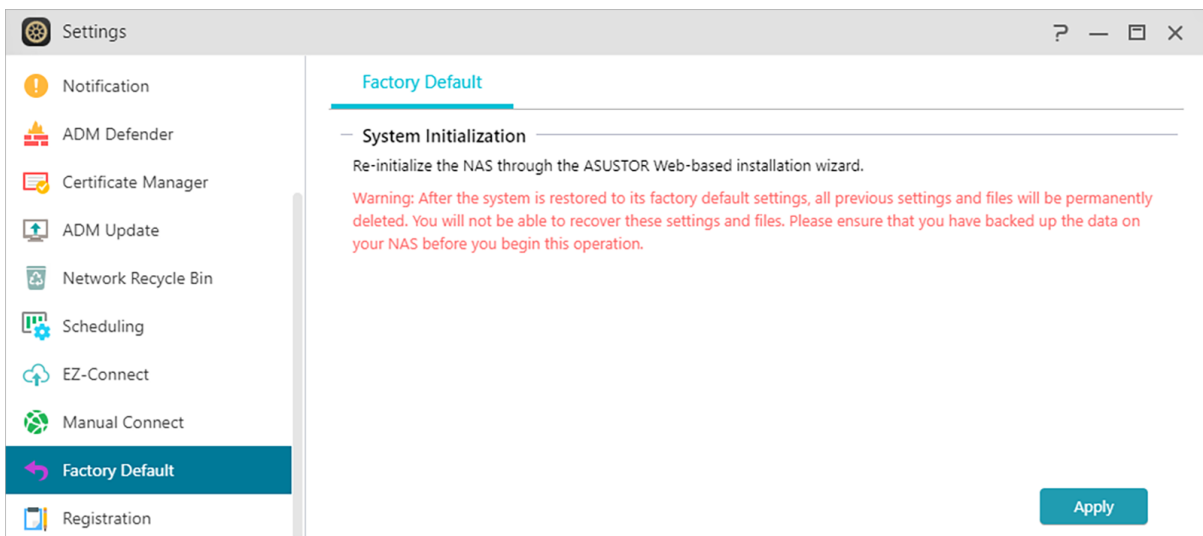 Settings
Notification
ADM Defender
Certificate Manager
ADM Update
Network Recycle Bin
Scheduling
EZ-Connect
Manual Connect
Factory Default
Registration
Factory Default
System Initialization
Re-initialize the NAS through the ASUSTOR Web-based installation wizard.
Warning: After the system is restored to its factory default settings, all previous settings and files will be permanently
deleted. You will not be able to recover these settings and files. Please ensure that you have backed up the data on
your NAS before you begin this operation.
Apply